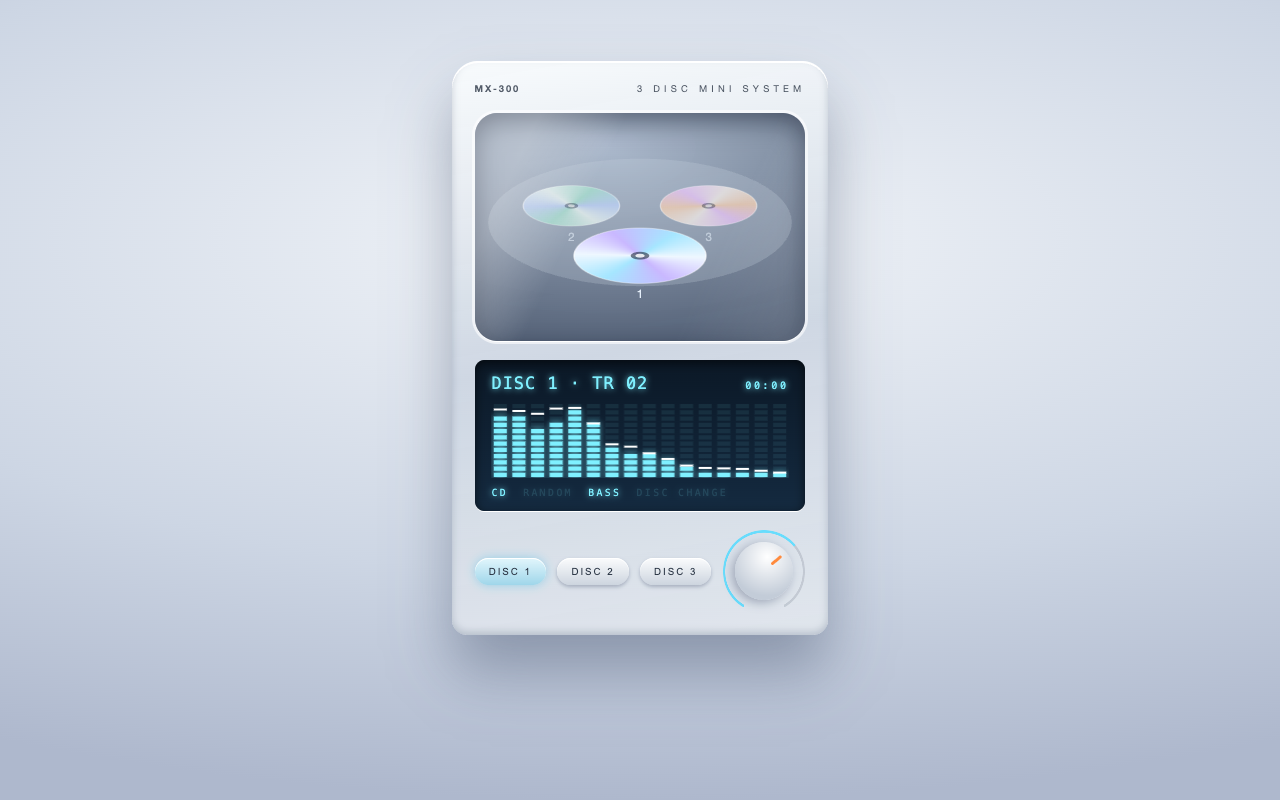 MX-300 3 DISC MINI SYSTEM
2 3
1
DISC 1 · TR 02 00:00
CD RANDOM BASS DISC CHANGE
DISC 1 DISC 2 DISC 3